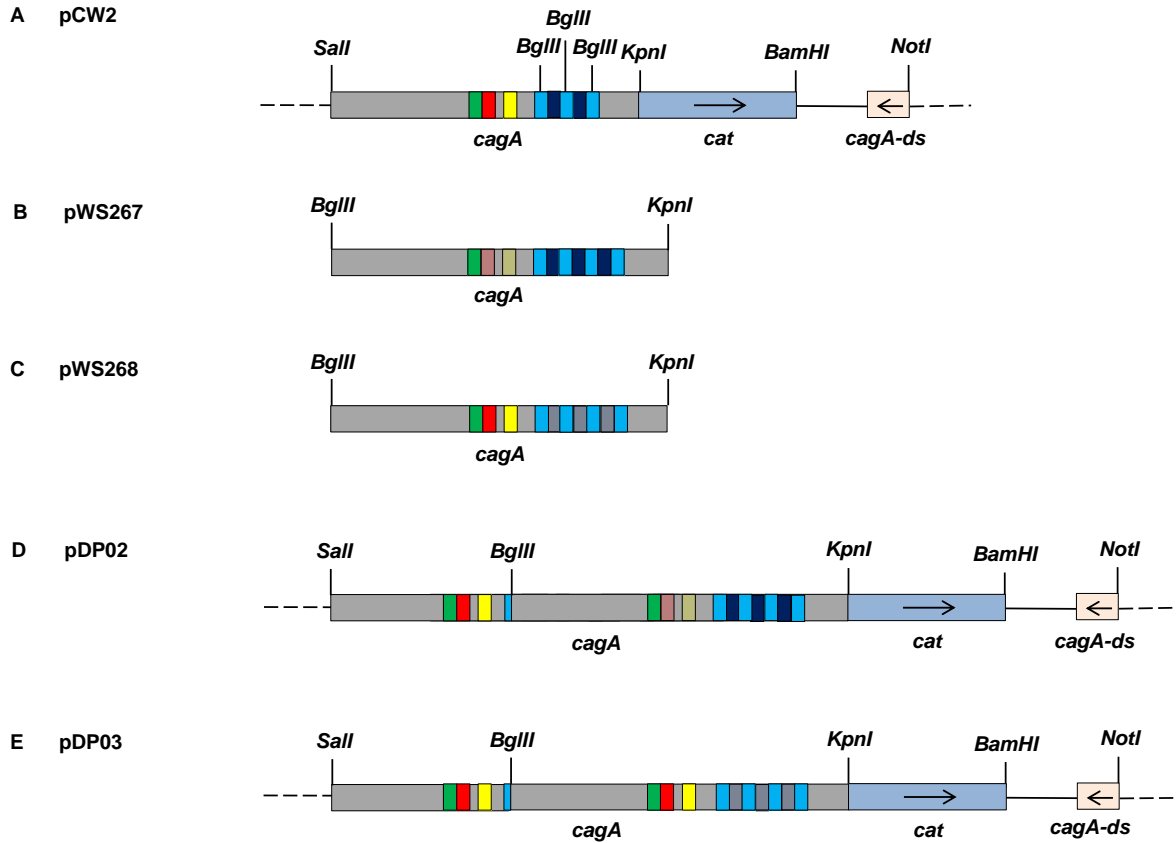 A pCW2
BglII
SalI BglII BglII KpnI BamHI NotI
cagA cat cagA-ds
B pWS267
BglII KpnI
cagA
C pWS268
BglII KpnI
cagA
D pDP02
SalI BglII KpnI BamHI NotI
cagA cat cagA-ds
E pDP03
SalI BglII KpnI BamHI NotI
cagA cat cagA-ds